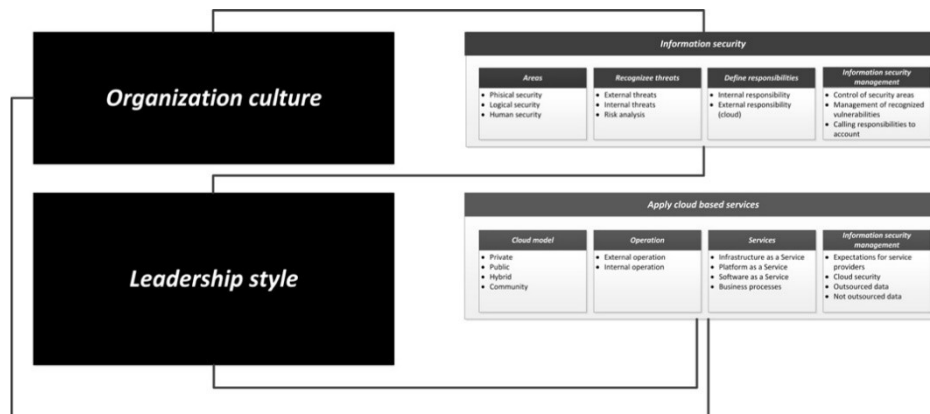 Organization culture
Leadership style
Information security
Areas
• Phisical security
• Logical security
• Human security
Recognizee threats
• External threats
• Internal threats
• Risk analysis
Define responsibilities
• Internal responsibility
• External responsibility
(cloud)
Information security
management
• Control of security areas
• Management of recognized
vulnerabilities
• Calling responsibilities to
account
Apply cloud based services
Cloud model
• Private
• Public
• Hybrid
• Community
Operation
• External operation
• Internal operation
Services
• Infrastructure as a Service
• Platform as a Service
• Software as a Service
• Business processes
Information security
management
• Expectations for service
providers
• Cloud security
• Outsourced data
• Not outsourced data